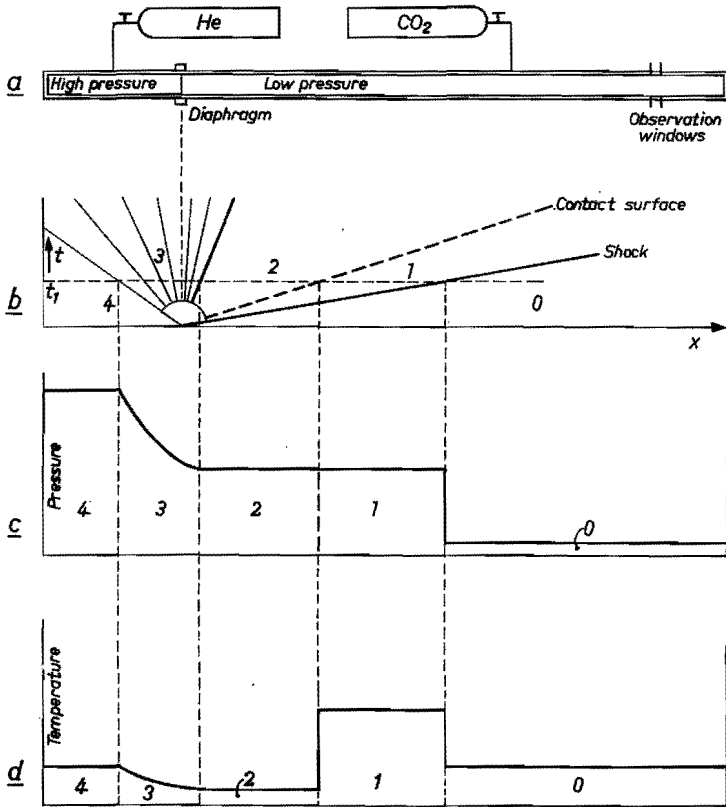 He
CO₂
a
High pressure
Low pressure
Diaphragm
Observation
windows
Contact surface
Shock
t
t₁
4
3
2
1
0
b
x
Pressure
4
3
2
1
0
c
Temperature
4
3
2
1
0
d